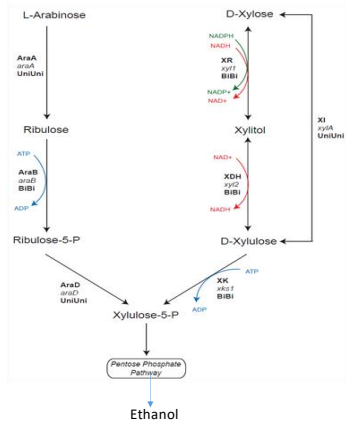 L-Arabinose
D-Xylose
AraA
araA
UniUni
NADPH
NADH
XR
xyl1
BiBi
NADP+
NAD+
XI
xylA
UniUni
Ribulose
Xylitol
ATP
AraB
araB
BiBi
ADP
NAD+
XDH
xyl2
BiBi
NADH
Ribulose-5-P
D-Xylulose
AraD
araD
UniUni
XK
xks1
BiBi
ATP
ADP
Xylulose-5-P
Pentose Phosphate
Pathway
Ethanol